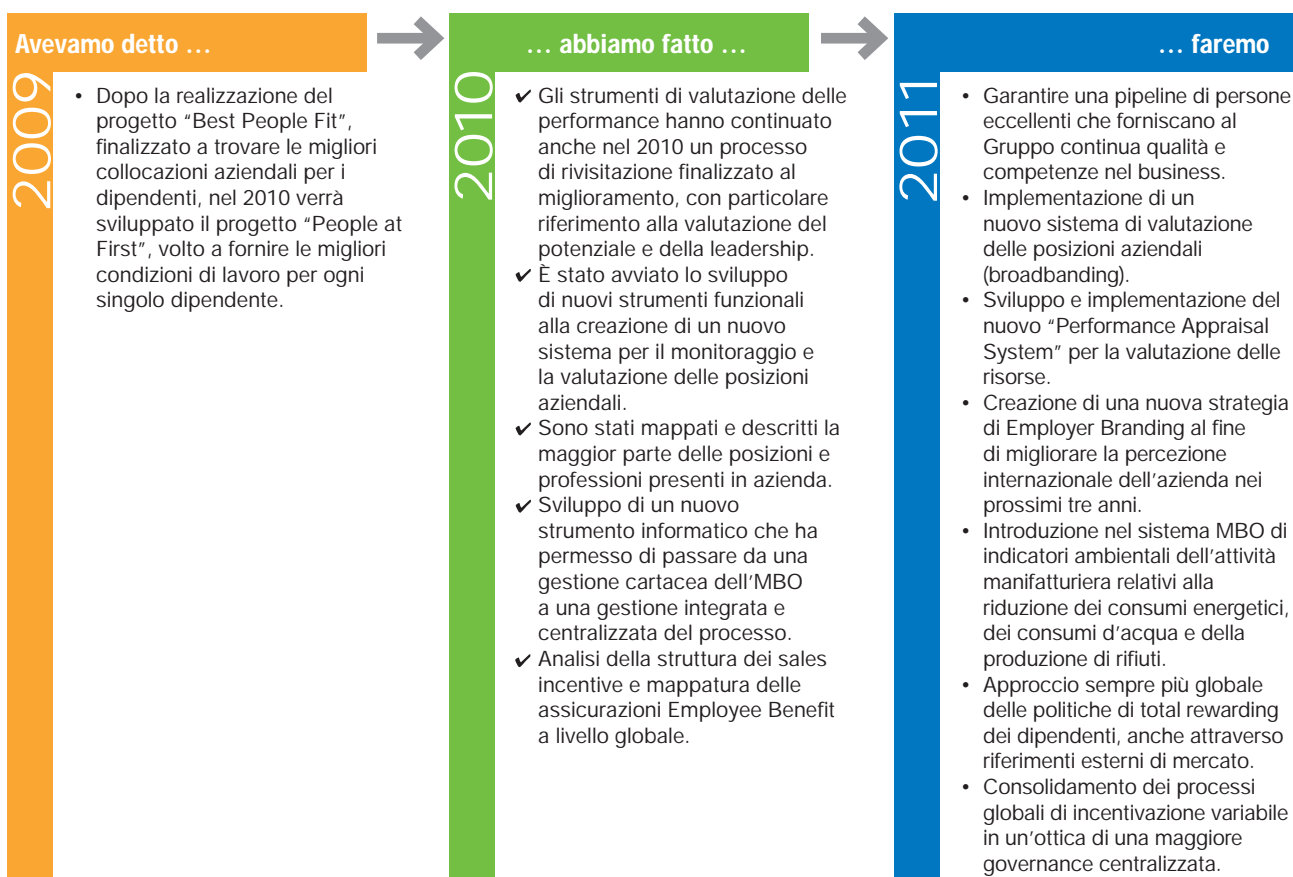 Avevamo detto …
2009
• Dopo la realizzazione del
progetto “Best People Fit”,
finalizzato a trovare le migliori
collocazioni aziendali per i
dipendenti, nel 2010 verrà
sviluppato il progetto “People at
First”, volto a fornire le migliori
condizioni di lavoro per ogni
singolo dipendente.
… abbiamo fatto …
2010
✔ Gli strumenti di valutazione delle
performance hanno continuato
anche nel 2010 un processo
di rivisitazione finalizzato al
miglioramento, con particolare
riferimento alla valutazione del
potenziale e della leadership.
✔ È stato avviato lo sviluppo
di nuovi strumenti funzionali
alla creazione di un nuovo
sistema per il monitoraggio e
la valutazione delle posizioni
aziendali.
✔ Sono stati mappati e descritti la
maggior parte delle posizioni e
professioni presenti in azienda.
✔ Sviluppo di un nuovo
strumento informatico che ha
permesso di passare da una
gestione cartacea dell’MBO
a una gestione integrata e
centralizzata del processo.
✔ Analisi della struttura dei sales
incentive e mappatura delle
assicurazioni Employee Benefit
a livello globale.
… faremo
2011
• Garantire una pipeline di persone
eccellenti che forniscano al
Gruppo continua qualità e
competenze nel business.
• Implementazione di un
nuovo sistema di valutazione
delle posizioni aziendali
(broadbanding).
• Sviluppo e implementazione del
nuovo “Performance Appraisal
System” per la valutazione delle
risorse.
• Creazione di una nuova strategia
di Employer Branding al fine
di migliorare la percezione
internazionale dell’azienda nei
prossimi tre anni.
• Introduzione nel sistema MBO di
indicatori ambientali dell’attività
manifatturiera relativi alla
riduzione dei consumi energetici,
dei consumi d’acqua e della
produzione di rifiuti.
• Approccio sempre più globale
delle politiche di total rewarding
dei dipendenti, anche attraverso
riferimenti esterni di mercato.
• Consolidamento dei processi
globali di incentivazione variabile
in un’ottica di una maggiore
governance centralizzata.